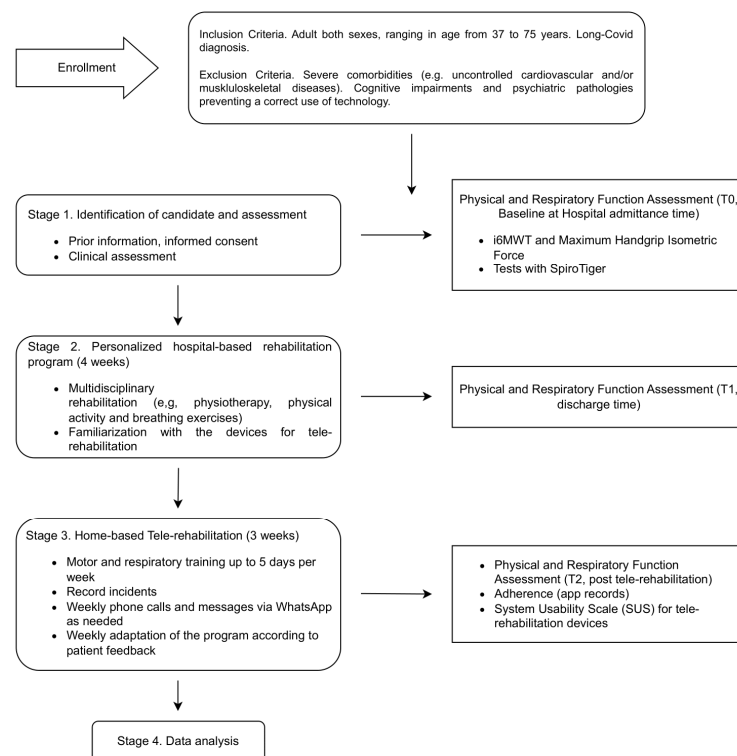 Enrollment
Inclusion Criteria. Adult both sexes, ranging in age from 37 to 75 years. Long-Covid
diagnosis.
Exclusion Criteria. Severe comorbidities (e.g. uncontrolled cardiovascular and/or
muskluloskeletal diseases). Cognitive impairments and psychiatric pathologies
preventing a correct use of technology.
Stage 1. Identification of candidate and assessment
• Prior information, informed consent
• Clinical assessment
Physical and Respiratory Function Assessment (T0,
Baseline at Hospital admittance time)
• i6MWT and Maximum Handgrip Isometric
Force
• Tests with SpiroTiger
Stage 2. Personalized hospital-based rehabilitation
program (4 weeks)
• Multidisciplinary
rehabilitation (e,g, physiotherapy, physical
activity and breathing exercises)
• Familiarization with the devices for tele-
rehabilitation
Physical and Respiratory Function Assessment (T1,
discharge time)
Stage 3. Home-based Tele-rehabilitation (3 weeks)
• Motor and respiratory training up to 5 days per
week
• Record incidents
• Weekly phone calls and messages via WhatsApp
as needed
• Weekly adaptation of the program according to
patient feedback
• Physical and Respiratory Function
Assessment (T2, post tele-rehabilitation)
• Adherence (app records)
• System Usability Scale (SUS) for tele-
rehabilitation devices
Stage 4. Data analysis